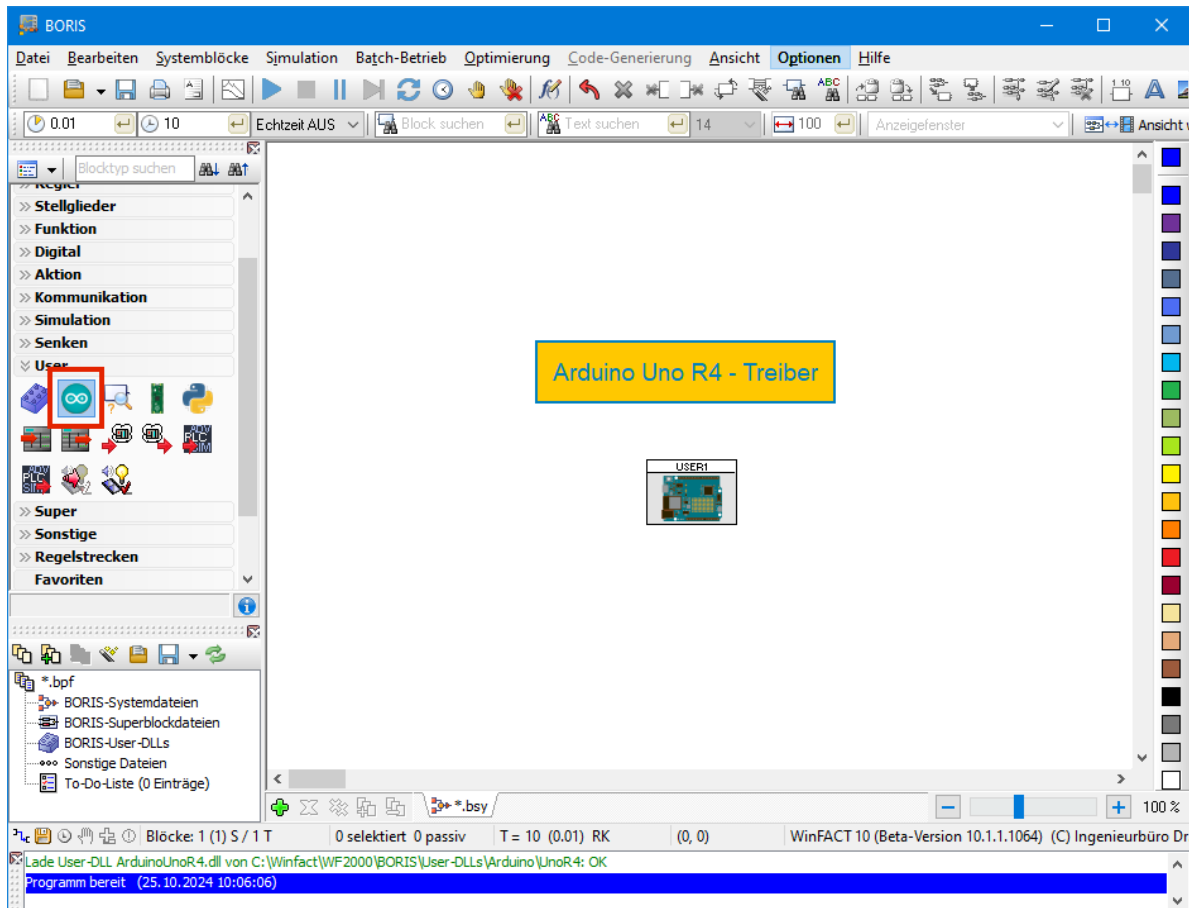 BORIS
Datei Bearbeiten Systemblöcke Simulation Batch-Betrieb Optimierung Code-Generierung Ansicht Optionen Hilfe
ABC 1:10 A
0.01 10 Echtzeit AUS Block suchen ABC Text suchen 14 100 Anzeigefenster Ansicht
Blocktyp suchen
Regler
Stellglieder
Funktion
Digital
Aktion
Kommunikation
Simulation
Senken
User
Super
Sonstige
Regelstrecken
Favoriten
Arduino Uno R4 - Treiber
USER1
*.bpf
BORIS-Systemdateien
BORIS-Superblockdateien
BORIS-User-DLLs
Sonstige Dateien
To-Do-Liste (0 Einträge)
*.bsy
100 %
Blöcke: 1 (1) S / 1 T 0 selektiert 0 passiv T = 10 (0.01) RK (0, 0) WinFACT 10 (Beta-Version 10.1.1.1064) (C) Ingenieurbüro Dr
Lade User-DLL ArduinoUnoR4.dll von C:\Winfact\WF2000\BORIS\User-DLLs\Arduino\UnoR4: OK
Programm bereit (25.10.2024 10:06:06)